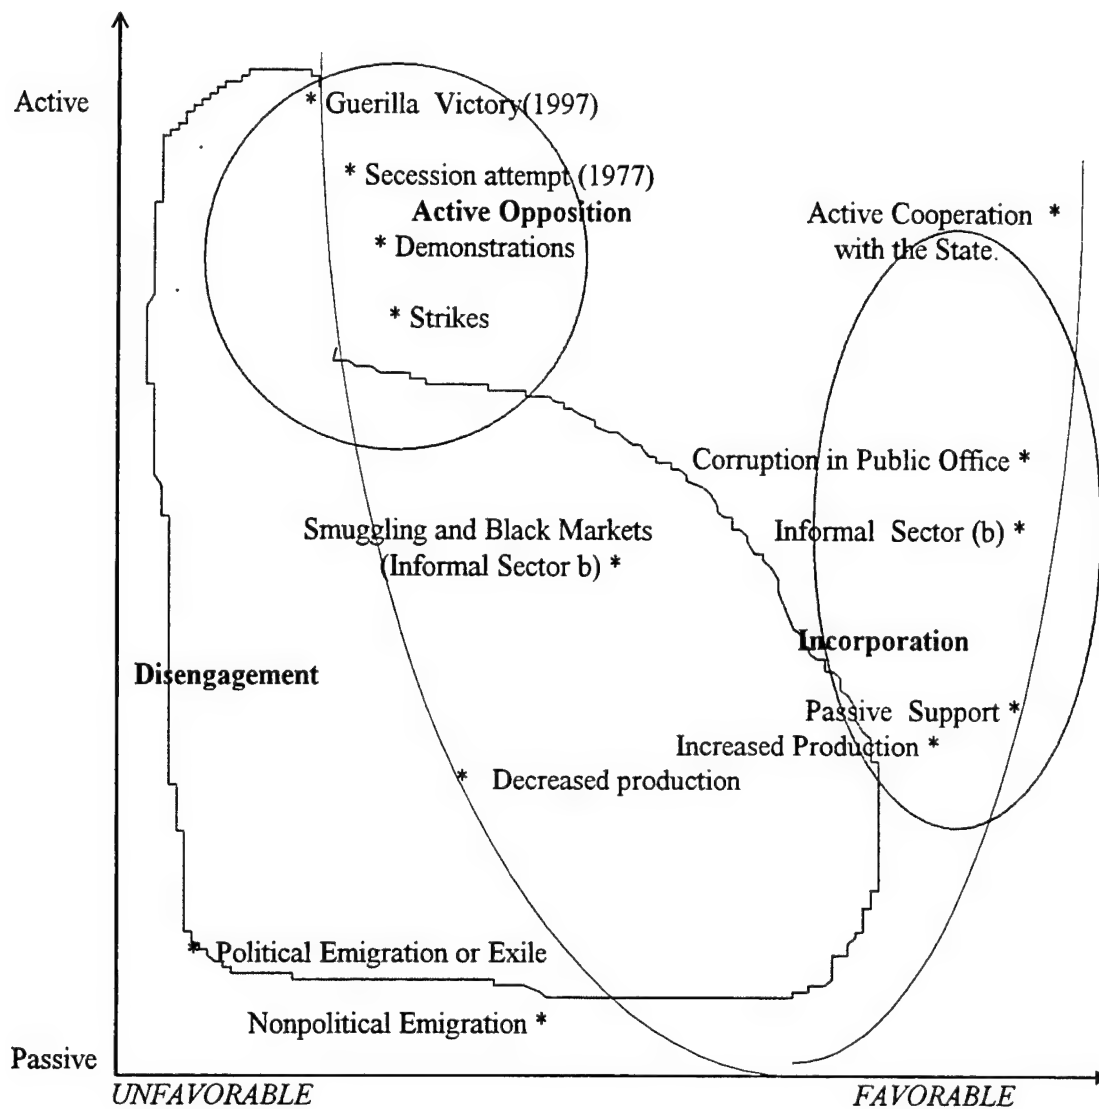 Active
* Guerilla Victory(1997)
* Secession attempt (1977)
Active Opposition
* Demonstrations
* Strikes
Active Cooperation *
with the State.
Corruption in Public Office *
Smuggling and Black Markets
(Informal Sector b) *
Informal Sector (b) *
Incorporation
Disengagement
Passive Support *
Increased Production *
* Decreased production
* Political Emigration or Exile
Nonpolitical Emigration *
Passive
UNFAVORABLE
FAVORABLE